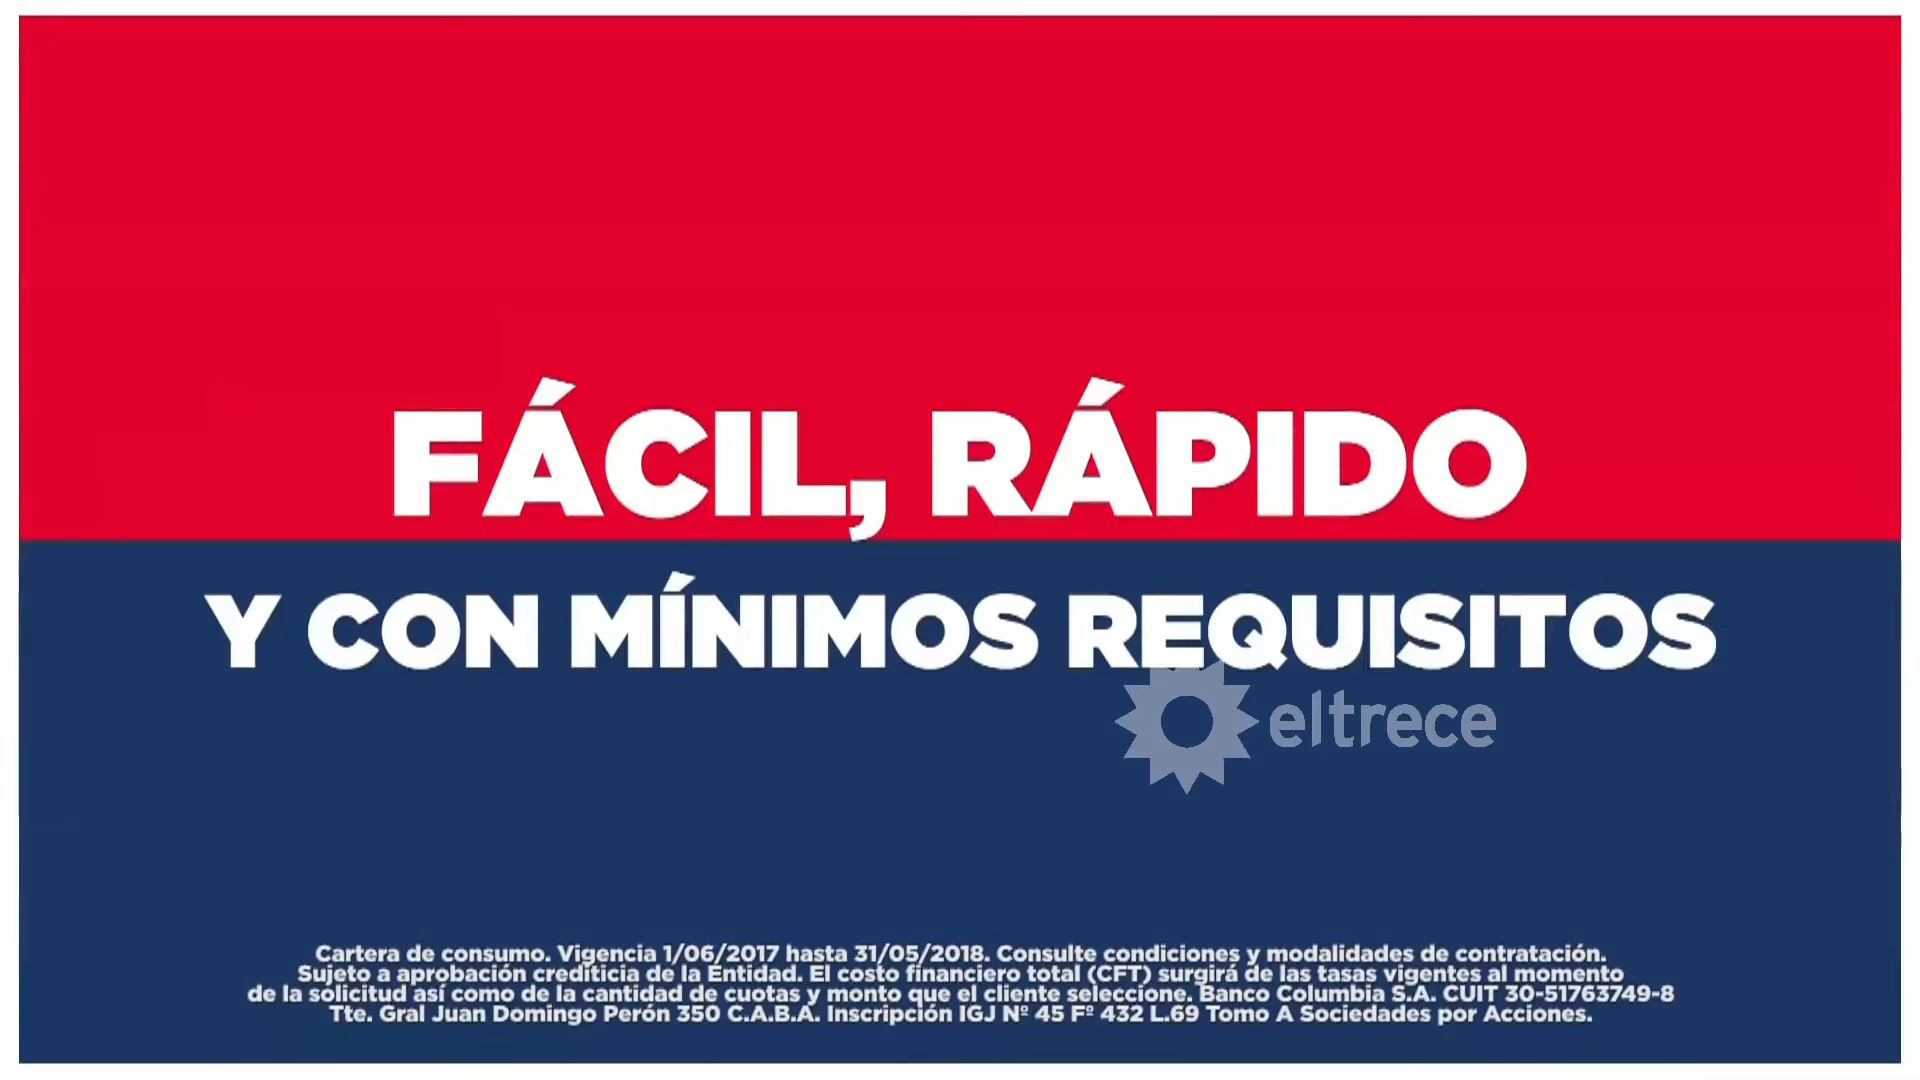 FÁCIL, RÁPIDO
Y CON MÍNIMOS REQUISITOS
eltrece
Cartera de consumo. Vigencia 1/06/2017 hasta 31/05/2018. Consulte condiciones y modalidades de contratación.
Sujeto a aprobación crediticia de la Entidad. El costo financiero total (CFT) surgirá de las tasas vigentes al momento
de la solicitud así como de la cantidad de cuotas y monto que el cliente seleccione. Banco Columbia S.A. CUIT 30-51763749-8
Tte. Gral Juan Domingo Perón 350 C.A.B.A. Inscripción IGJ Nº 45 Fº 432 L.69 Tomo A Sociedades por Acciones.